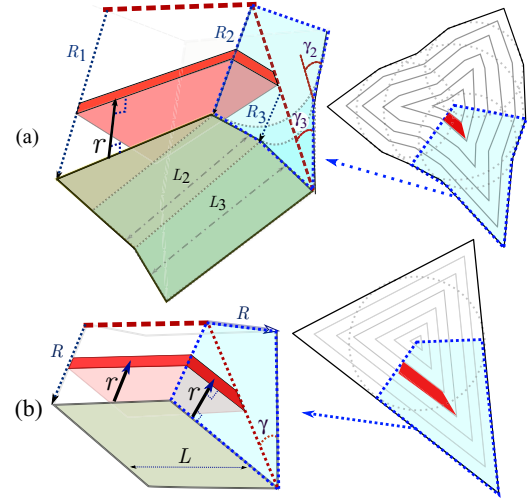 R₁
R₂
γ₂
R₃
γ₃
(a)
r
L₂
L₃
R
R
r
r
(b)
γ
L